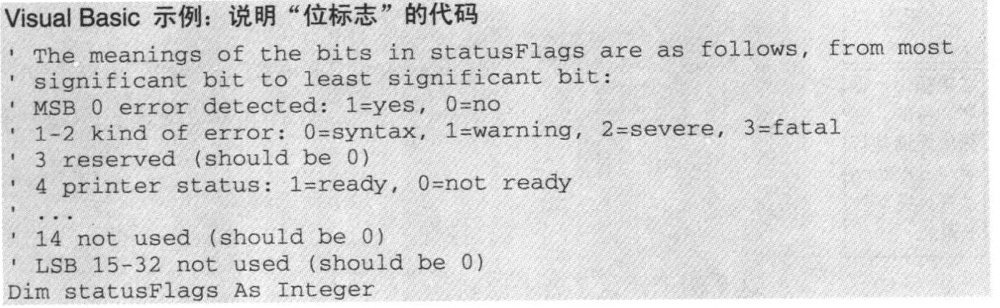 Visual Basic 示例：说明“位标志”的代码
' The meanings of the bits in statusFlags are as follows, from most
' significant bit to least significant bit:
' MSB 0 error detected: 1=yes, 0=no
' 1-2 kind of error: 0=syntax, 1=warning, 2=severe, 3=fatal
' 3 reserved (should be 0)
' 4 printer status: 1=ready, 0=not ready
' ...
' 14 not used (should be 0)
' LSB 15-32 not used (should be 0)
Dim statusFlags As Integer